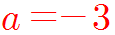 a = − 3